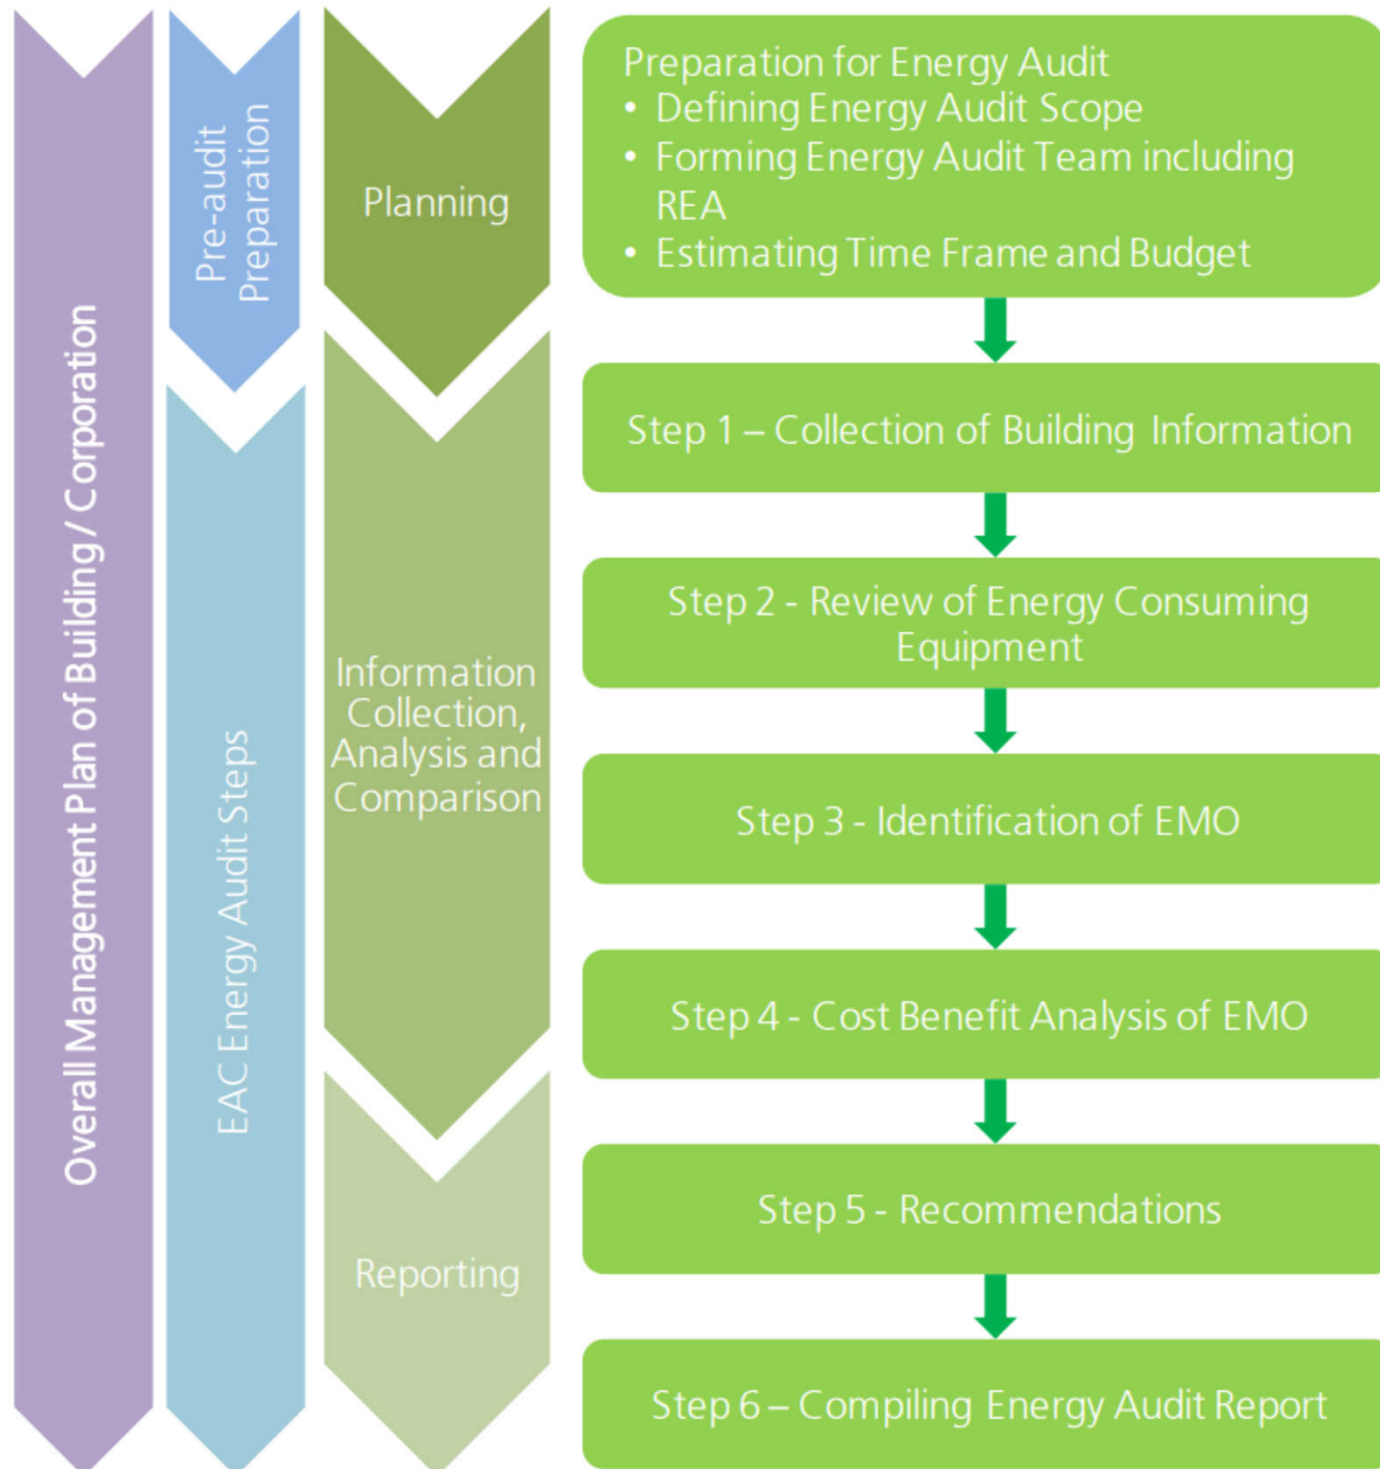 Overall Management Plan of Building / Corporation
Pre-audit
Preparation
EAC Energy Audit Steps
Planning
Information
Collection,
Analysis and
Comparison
Reporting
Preparation for Energy Audit
• Defining Energy Audit Scope
• Forming Energy Audit Team including
REA
• Estimating Time Frame and Budget
Step 1 – Collection of Building Information
Step 2 - Review of Energy Consuming
Equipment
Step 3 - Identification of EMO
Step 4 - Cost Benefit Analysis of EMO
Step 5 - Recommendations
Step 6 – Compiling Energy Audit Report